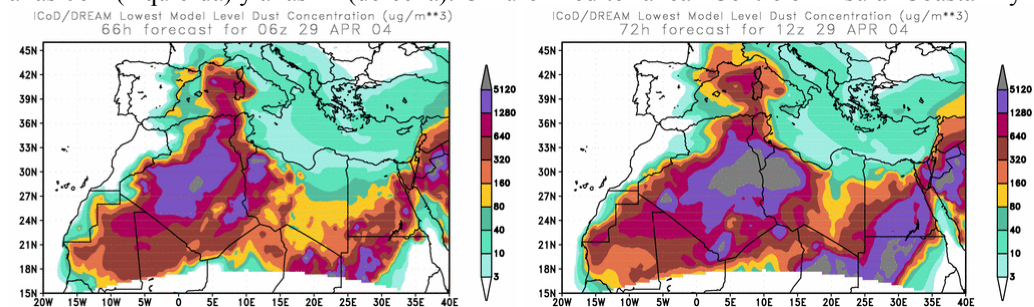 (izquierda) y a las (derecha).
ICoD/DREAM Lowest Model Level Dust Concentration (ug/m**3)
66h forecast for 06z 29 APR 04
45N
42N
39N
36N
33N
30N
27N
24N
21N
18N
15N
20W 15W 10W 5W 0 5E 10E 15E 20E 25E 30E 35E 40E
5120
1280
640
320
160
80
40
10
3
ICoD/DREAM Lowest Model Level Dust Concentration (ug/m**3)
72h forecast for 12z 29 APR 04
45N
42N
39N
36N
33N
30N
27N
24N
21N
18N
15N
20W 15W 10W 5W 0 5E 10E 15E 20E 25E 30E 35E 40E
5120
1280
640
320
160
80
40
10
3